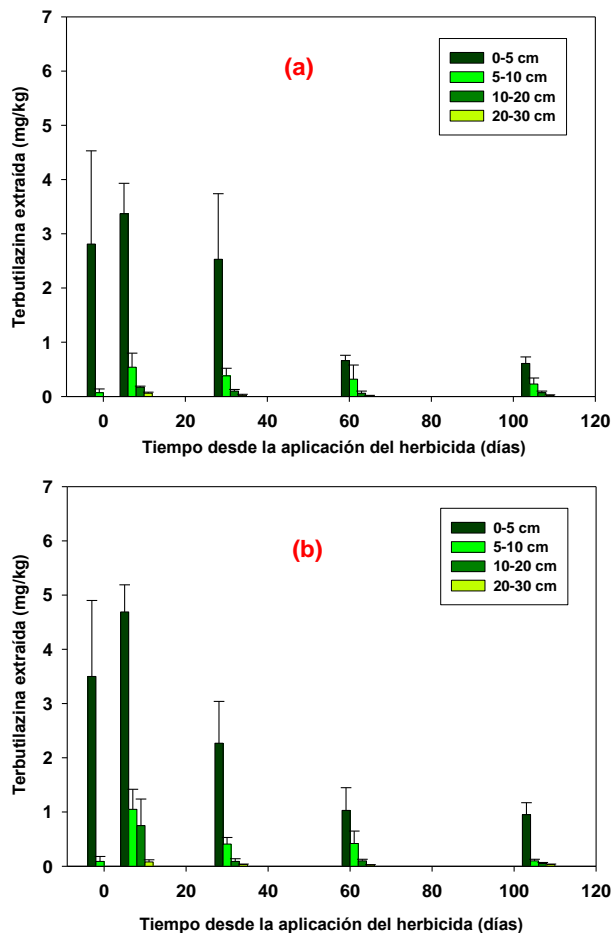 7
6
5
4
3
2
1
0
Terbutilazina extraída (mg/kg)
(a)
0-5 cm
5-10 cm
10-20 cm
20-30 cm
0 20 40 60 80 100 120
Tiempo desde la aplicación del herbicida (días)
7
6
5
4
3
2
1
0
Terbutilazina extraída (mg/kg)
(b)
0-5 cm
5-10 cm
10-20 cm
20-30 cm
0 20 40 60 80 100 120
Tiempo desde la aplicación del herbicida (días)